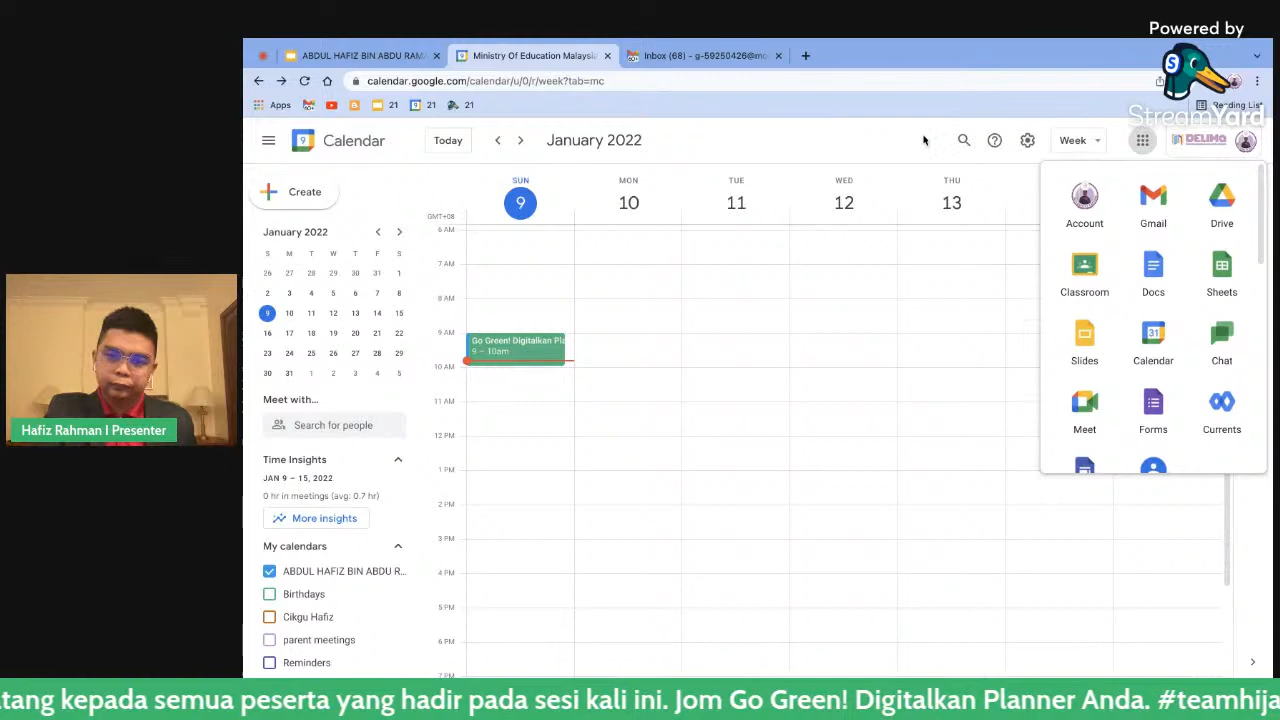 Powered by
StreamYard
ABDUL HAFIZ BIN ABDU RAM
Ministry Of Education Malaysia
Inbox (68) - g-59250426@mo
calendar.google.com/calendar/u/0/r/week?tab=mc
Apps
21
21
21
Reading List
Calendar
Today
January 2022
Week
DELIMa
Create
SUN
MON
TUE
WED
THU
9
10
11
12
13
GMT+08
January 2022
S M T W T F S
26 27 28 29 30 31 1
2 3 4 5 6 7 8
9 10 11 12 13 14 15
16 17 18 19 20 21 22
23 24 25 26 27 28 29
30 31 1 2 3 4 5
Meet with...
Search for people
Time Insights
JAN 9 – 15, 2022
0 hr in meetings (avg: 0.7 hr)
More insights
My calendars
ABDUL HAFIZ BIN ABDU R...
Birthdays
Cikgu Hafiz
parent meetings
Reminders
6 AM
7 AM
8 AM
9 AM
10 AM
11 AM
12 PM
1 PM
2 PM
3 PM
4 PM
5 PM
6 PM
Go Green! Digitalkan Pla
9 – 10am
Account
Gmail
Drive
Classroom
Docs
Sheets
Slides
31
Calendar
Chat
Meet
Forms
Currents
Hafiz Rahman I Presenter
atang kepada semua peserta yang hadir pada sesi kali ini. Jom Go Green! Digitalkan Planner Anda. #teamhija